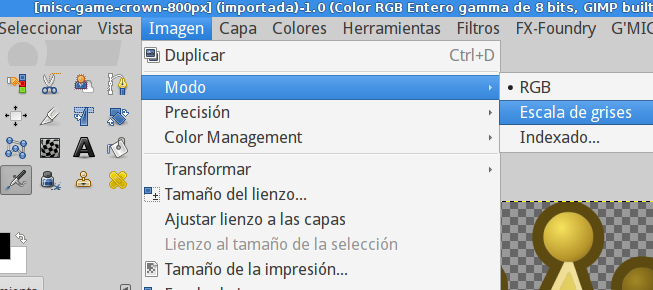 [misc-game-crown-800px] (importada)-1.0 (Color RGB Entero gamma de 8 bits, GIMP built
Seleccionar Vista Imagen Capa Colores Herramientas Filtros FX-Foundry G'MIC
Duplicar Ctrl+D
Modo
RGB
Precisión
Escala de grises
Color Management
Indexado...
Transformar
Tamaño del lienzo...
Ajustar lienzo a las capas
Lienzo al tamaño de la selección
Tamaño de la impresión...